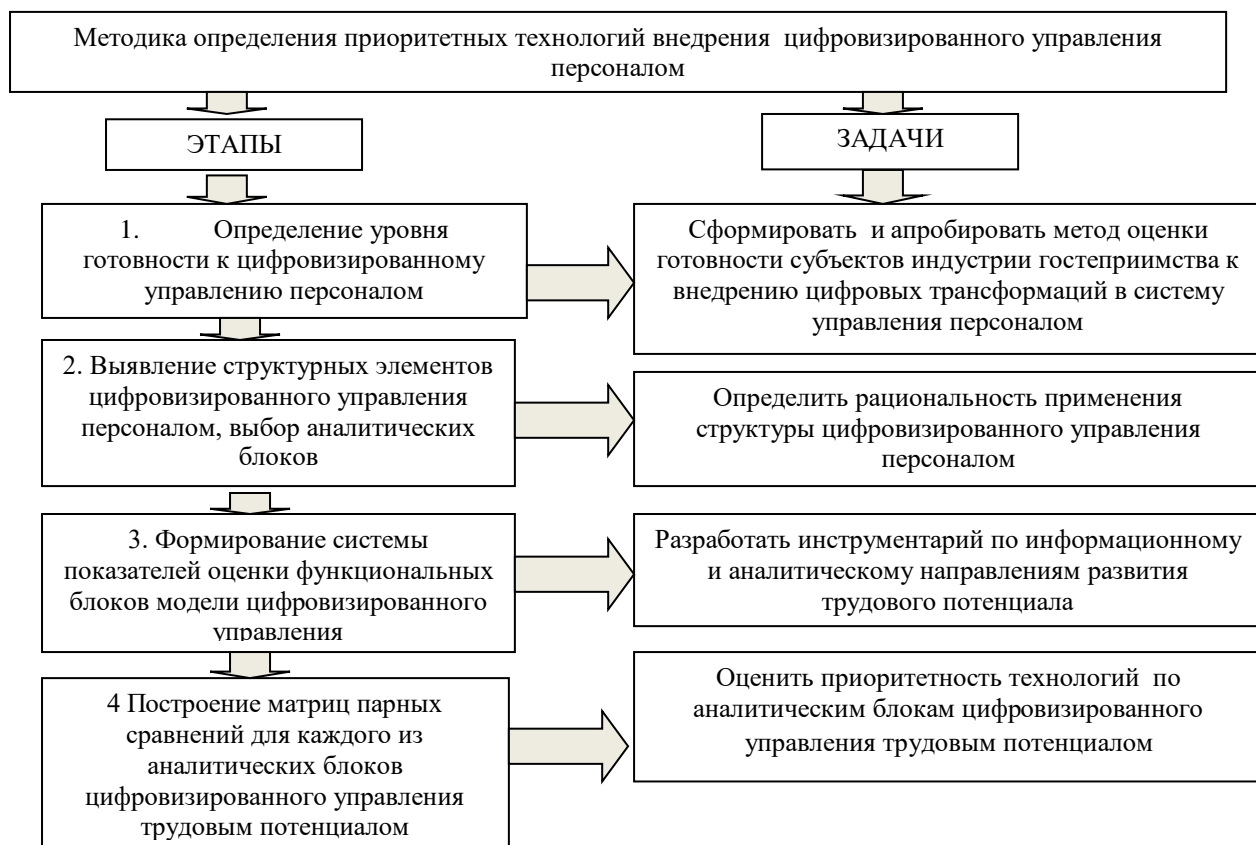 Методика определения приоритетных технологий внедрения цифровизированного управления
персоналом
ЭТАПЫ
ЗАДАЧИ
1. Определение уровня
готовности к цифровизированному
управлению персоналом
Сформировать и апробировать метод оценки
готовности субъектов индустрии гостеприимства к
внедрению цифровых трансформаций в систему
управления персоналом
2. Выявление структурных элементов
цифровизированного управления
персоналом, выбор аналитических
блоков
Определить рациональность применения
структуры цифровизированного управления
персоналом
3. Формирование системы
показателей оценки функциональных
блоков модели цифровизированного
управления
Разработать инструментарий по информационному
и аналитическому направлениям развития
трудового потенциала
4 Построение матриц парных
сравнений для каждого из
аналитических блоков
цифровизированного управления
трудовым потенциалом
Оценить приоритетность технологий по
аналитическим блокам цифровизированного
управления трудовым потенциалом